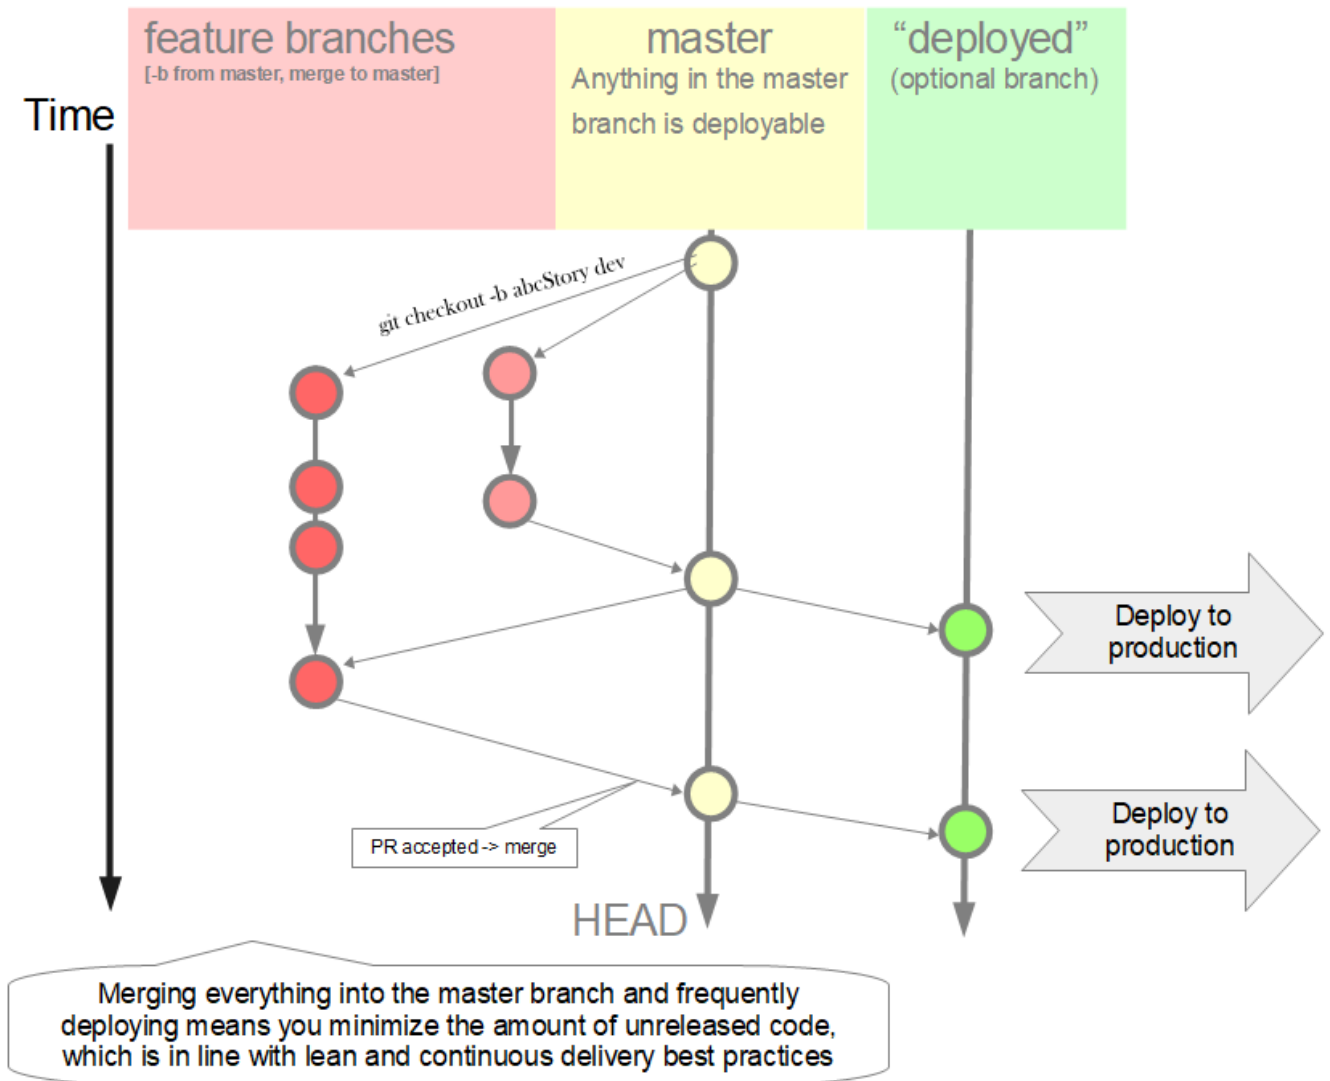 feature branches
[-b from master, merge to master]
master
Anything in the master
branch is deployable
“deployed”
(optional branch)
Time
git checkout -b abcStory dev
Deploy to
production
Deploy to
production
PR accepted -> merge
HEAD
Merging everything into the master branch and frequently
deploying means you minimize the amount of unreleased code,
which is in line with lean and continuous delivery best practices